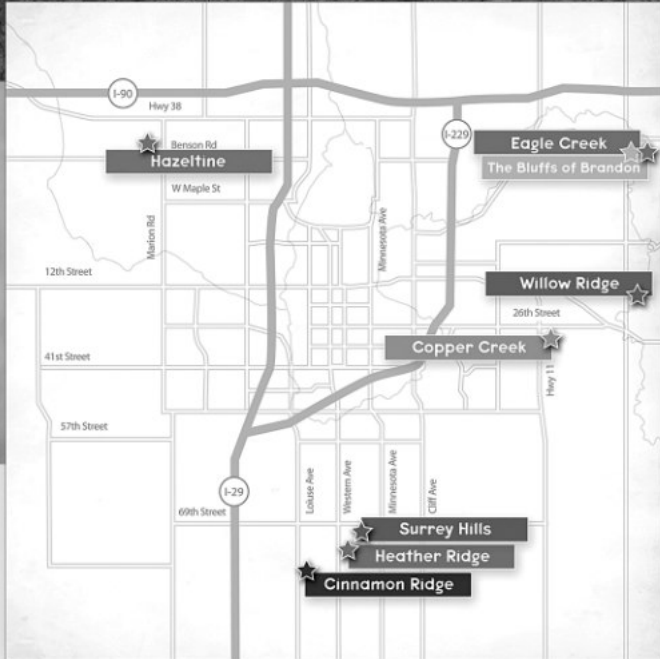 I-90
Hwy 38
I-229
Eagle Creek
Benson Rd
Hazeltine
The Bluffs of Brandon
W Maple St
Marion Rd
Minnesota Ave
12th Street
Willow Ridge
26th Street
Copper Creek
41st Street
Hwy 11
57th Street
I-29
Loiuse Ave
Western Ave
Minnesota Ave
Cliff Ave
69th Street
Surrey Hills
Heather Ridge
Cinnamon Ridge